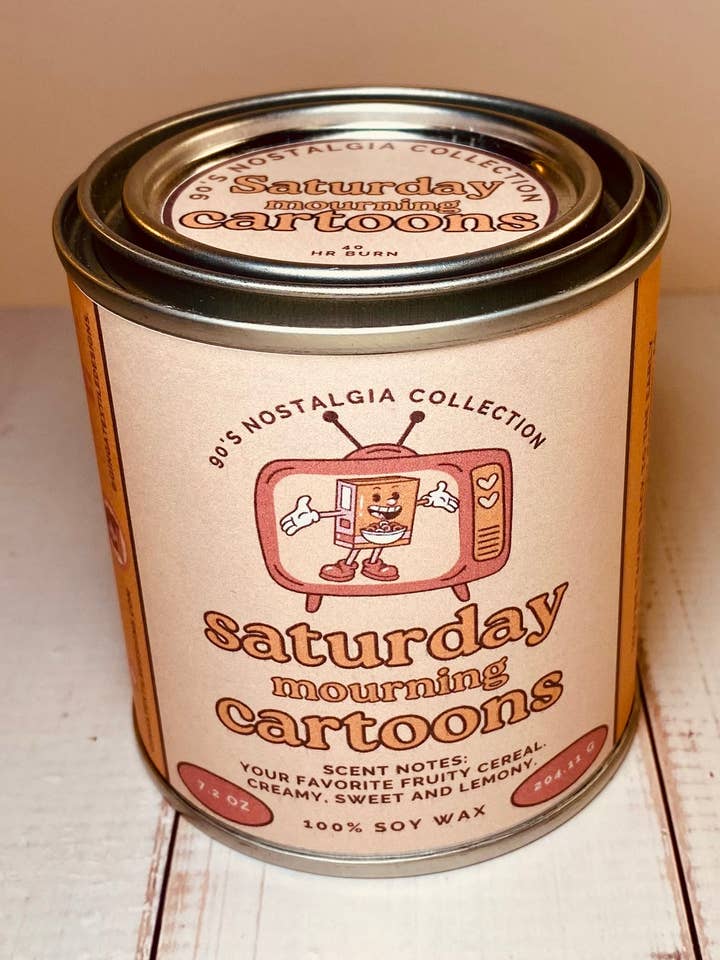 90'S NOSTALGIA COLLECTION
Saturday
mourning
cartoons
40
HR BURN
90'S NOSTALGIA COLLECTION
saturday
mourning
cartoons
SCENT NOTES:
YOUR FAVORITE FRUITY CEREAL.
CREAMY, SWEET AND LEMONY.
7.2 OZ
204.11 G
100% SOY WAX